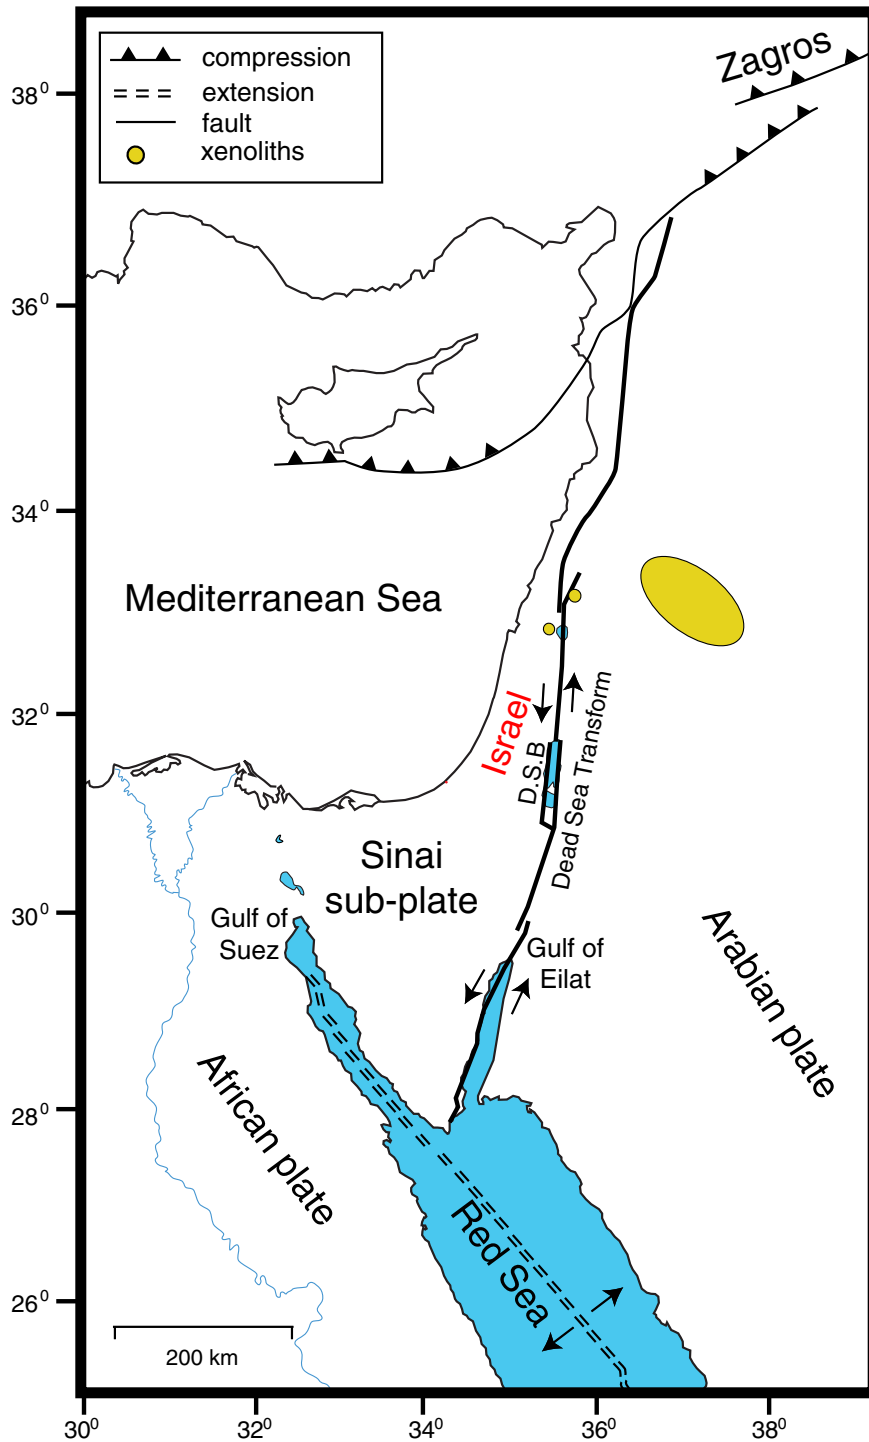 compression
extension
fault
xenoliths
Zagros
38⁰
36⁰
34⁰
Mediterranean Sea
32⁰
Israel
D.S.B
Dead Sea Transform
Sinai
sub-plate
30⁰
Gulf of
Suez
Gulf of
Eilat
Arabian plate
African plate
28⁰
Red Sea
26⁰
200 km
30⁰
32⁰
34⁰
36⁰
38⁰